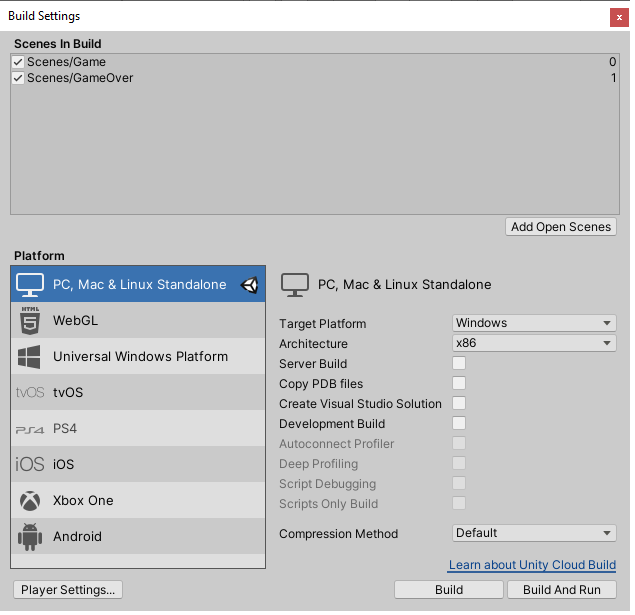 Build Settings
x
Scenes In Build
Scenes/Game 0
Scenes/GameOver 1
Add Open Scenes
Platform
PC, Mac & Linux Standalone
HTML 5 WebGL
Universal Windows Platform
tvOS tvOS
PS4 PS4
iOS iOS
Xbox One
Android
PC, Mac & Linux Standalone
Target Platform Windows
Architecture x86
Server Build
Copy PDB files
Create Visual Studio Solution
Development Build
Autoconnect Profiler
Deep Profiling
Script Debugging
Scripts Only Build
Compression Method Default
Learn about Unity Cloud Build
Player Settings...
Build
Build And Run